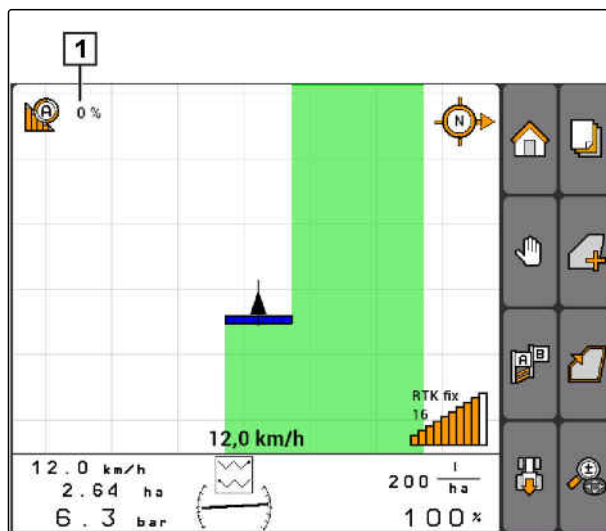 1
A
0 %
N
A B
RTK fix
16
12,0 km/h
12.0 km/h
2.64 ha
6.3 bar
200 l/ha
100 %